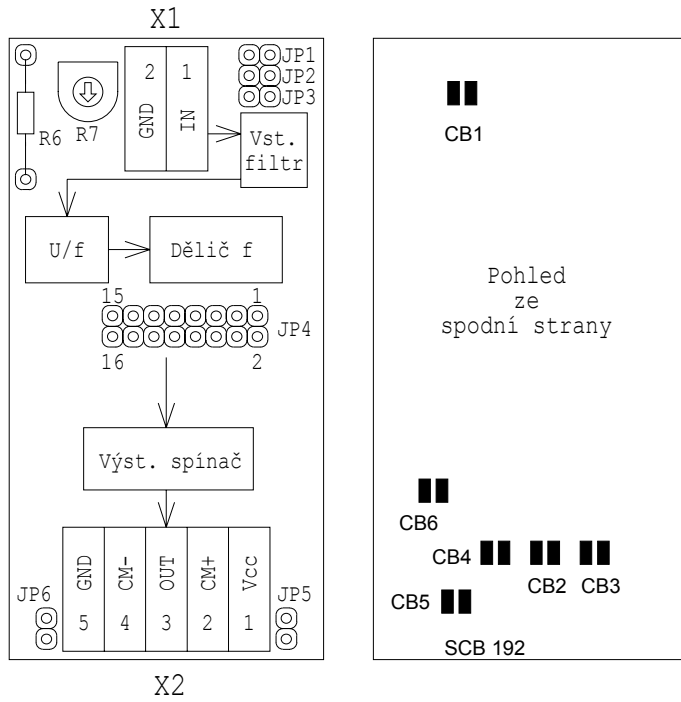 X1
2 1
GND IN
JP1
JP2
JP3
R6 R7
Vst.
filtr
U/f
Dělič f
15 1
JP4
16 2
Výst. spínač
GND CM- OUT CM+ Vcc
5 4 3 2 1
JP6
JP5
X2
CB1
Pohled
ze
spodní strany
CB6
CB4
CB2 CB3
CB5
SCB 192